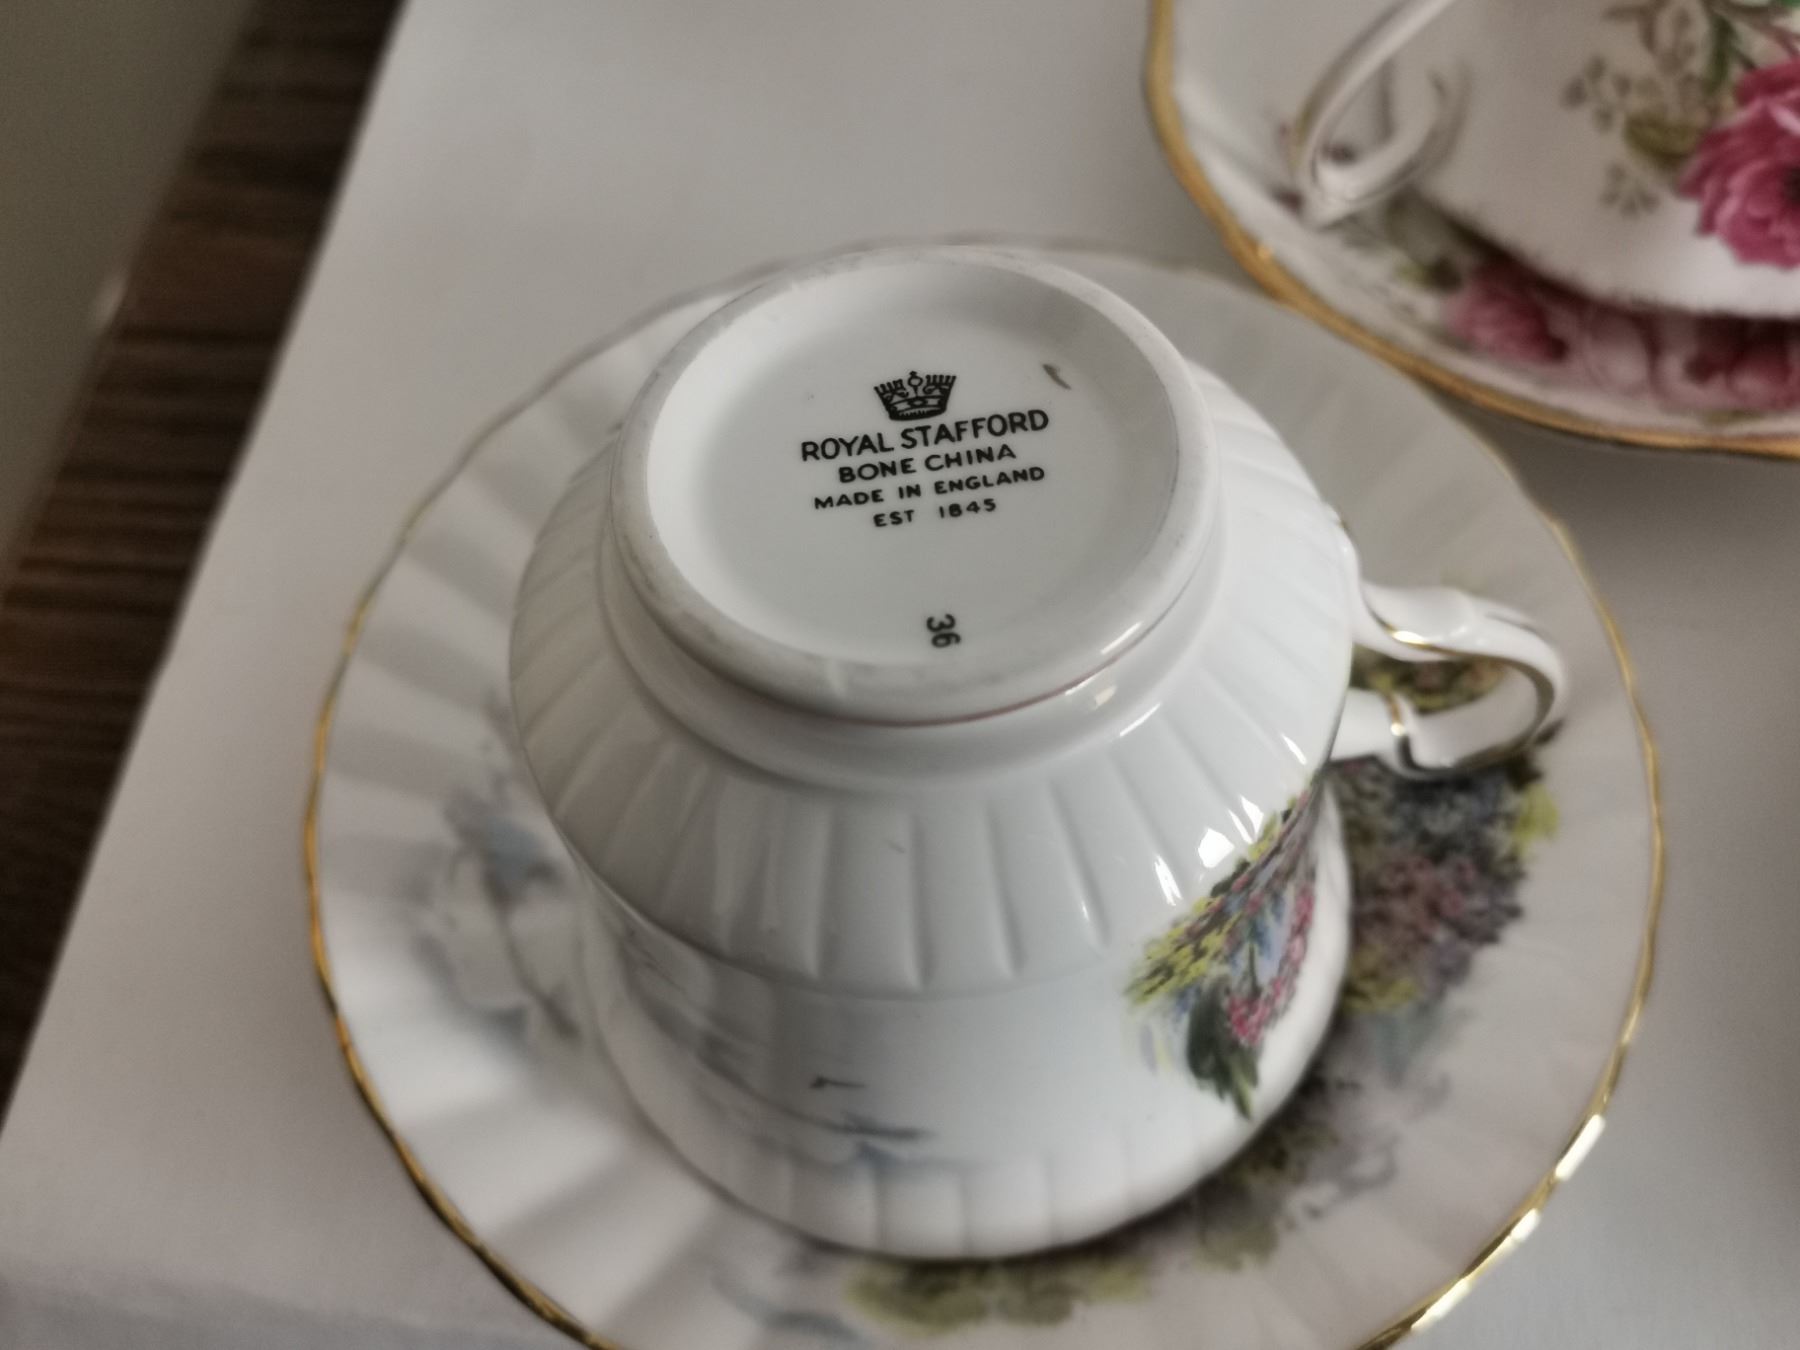 ROYAL STAFFORD
BONE CHINA
MADE IN ENGLAND
EST 1845
36